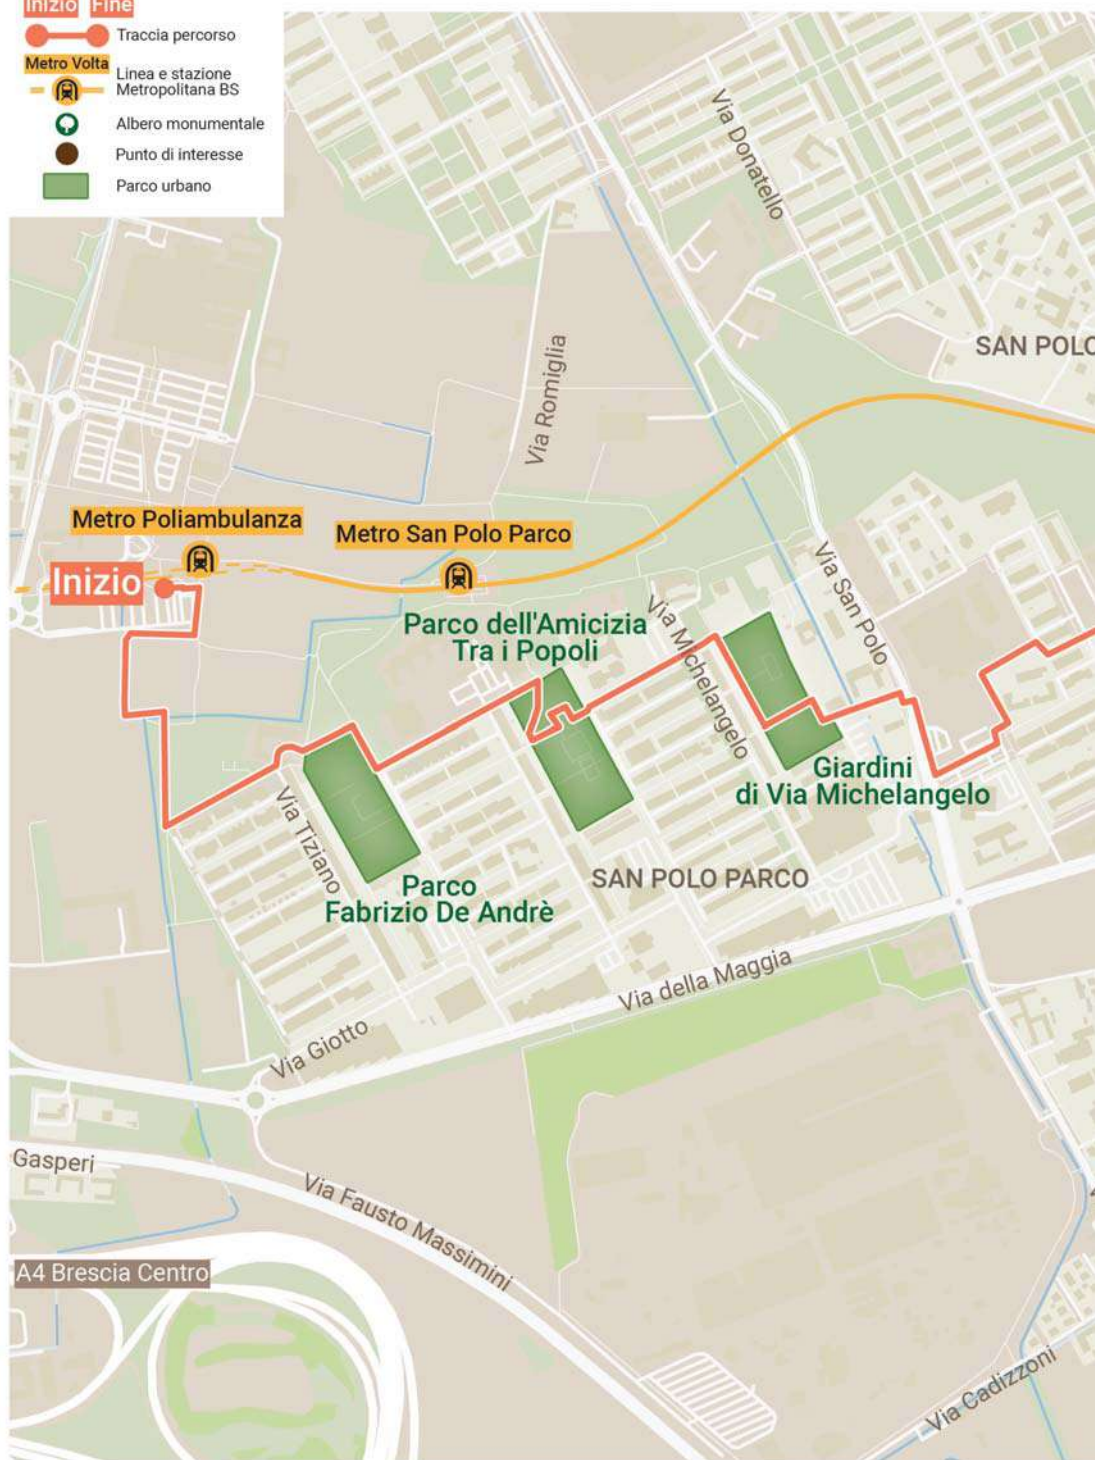 Inizio Fine
Traccia percorso
Metro Volta
Linea e stazione
Metropolitana BS
Albero monumentale
Punto di interesse
Parco urbano
Via Donatello
SAN POLO
Via Romiglia
Metro Poliambulanza
Metro San Polo Parco
Via San Polo
Inizio
Via Michelangelo
Parco dell'Amicizia
Tra i Popoli
Giardini
di Via Michelangelo
Via Tiziano
SAN POLO PARCO
Parco
Fabrizio De Andrè
Via della Maggia
Via Giotto
Gasperi
Via Fausto Massimini
A4 Brescia Centro
Via Cadizzoni